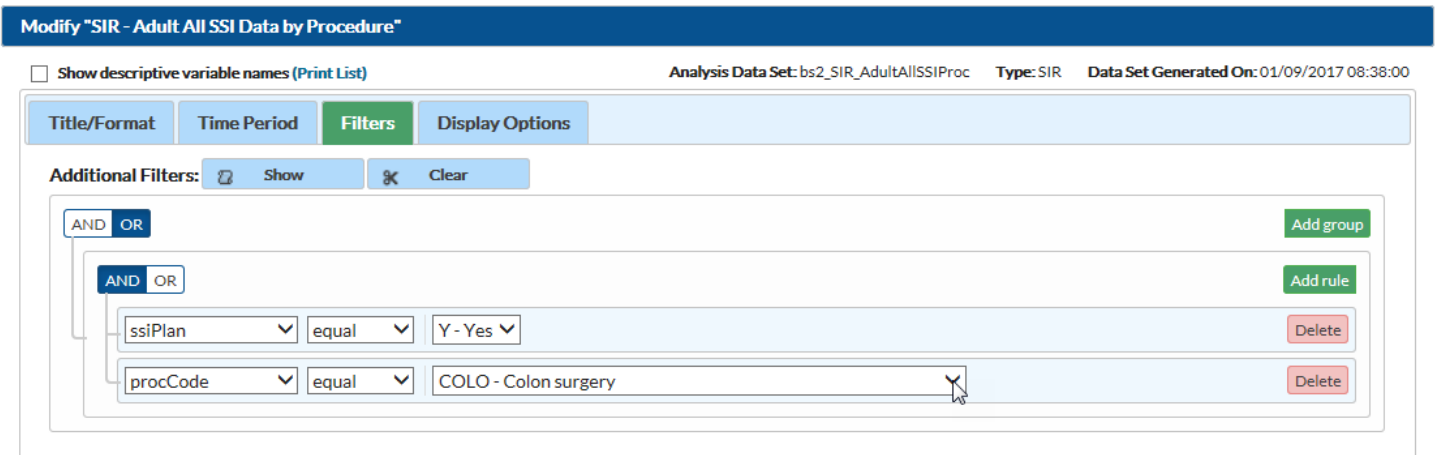 Modify "SIR - Adult All SSI Data by Procedure"
Show descriptive variable names (Print List) Analysis Data Set: bs2_SIR_AdultAllSSIProc Type: SIR Data Set Generated On: 01/09/2017 08:38:00
Title/Format Time Period Filters Display Options
Additional Filters: Show Clear
AND OR Add group
AND OR Add rule
ssiPlan equal Y - Yes Delete
procCode equal COLO - Colon surgery Delete